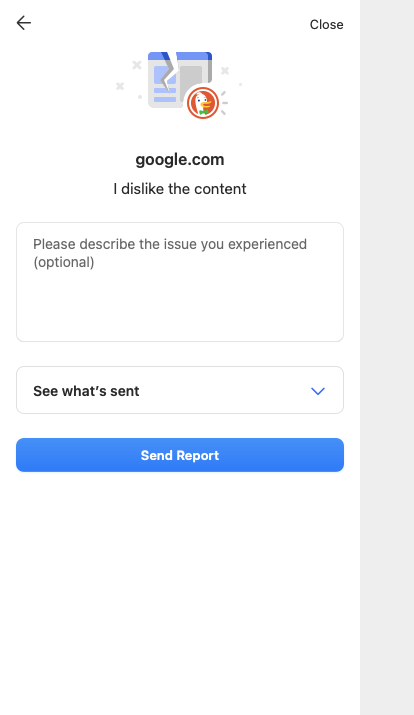 Close
google.com
I dislike the content
Please describe the issue you experienced
(optional)
See what’s sent
Send Report